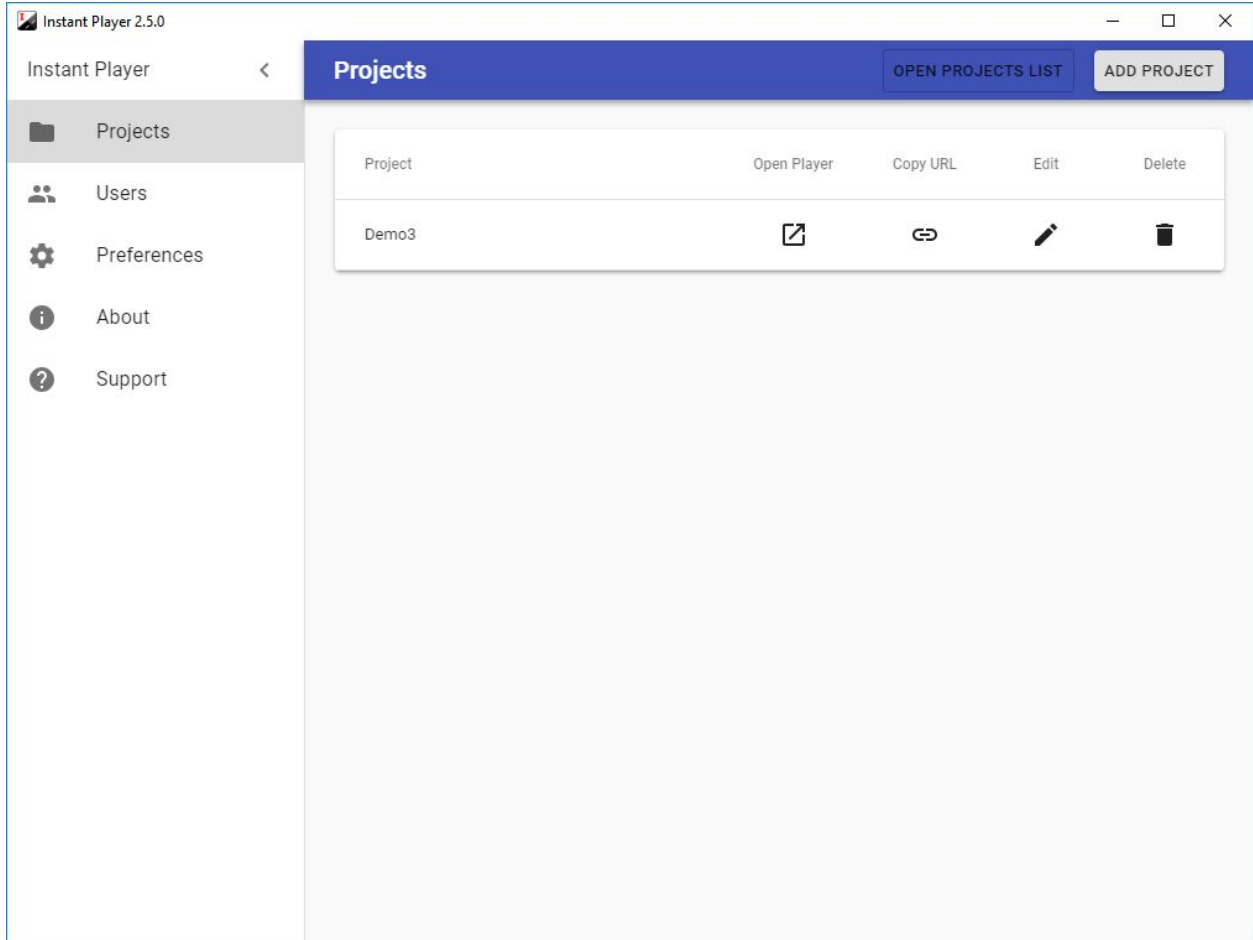 Instant Player 2.5.0
Instant Player
Projects
OPEN PROJECTS LIST
ADD PROJECT
Projects
Users
Preferences
About
Support
Project Open Player Copy URL Edit Delete
Demo3